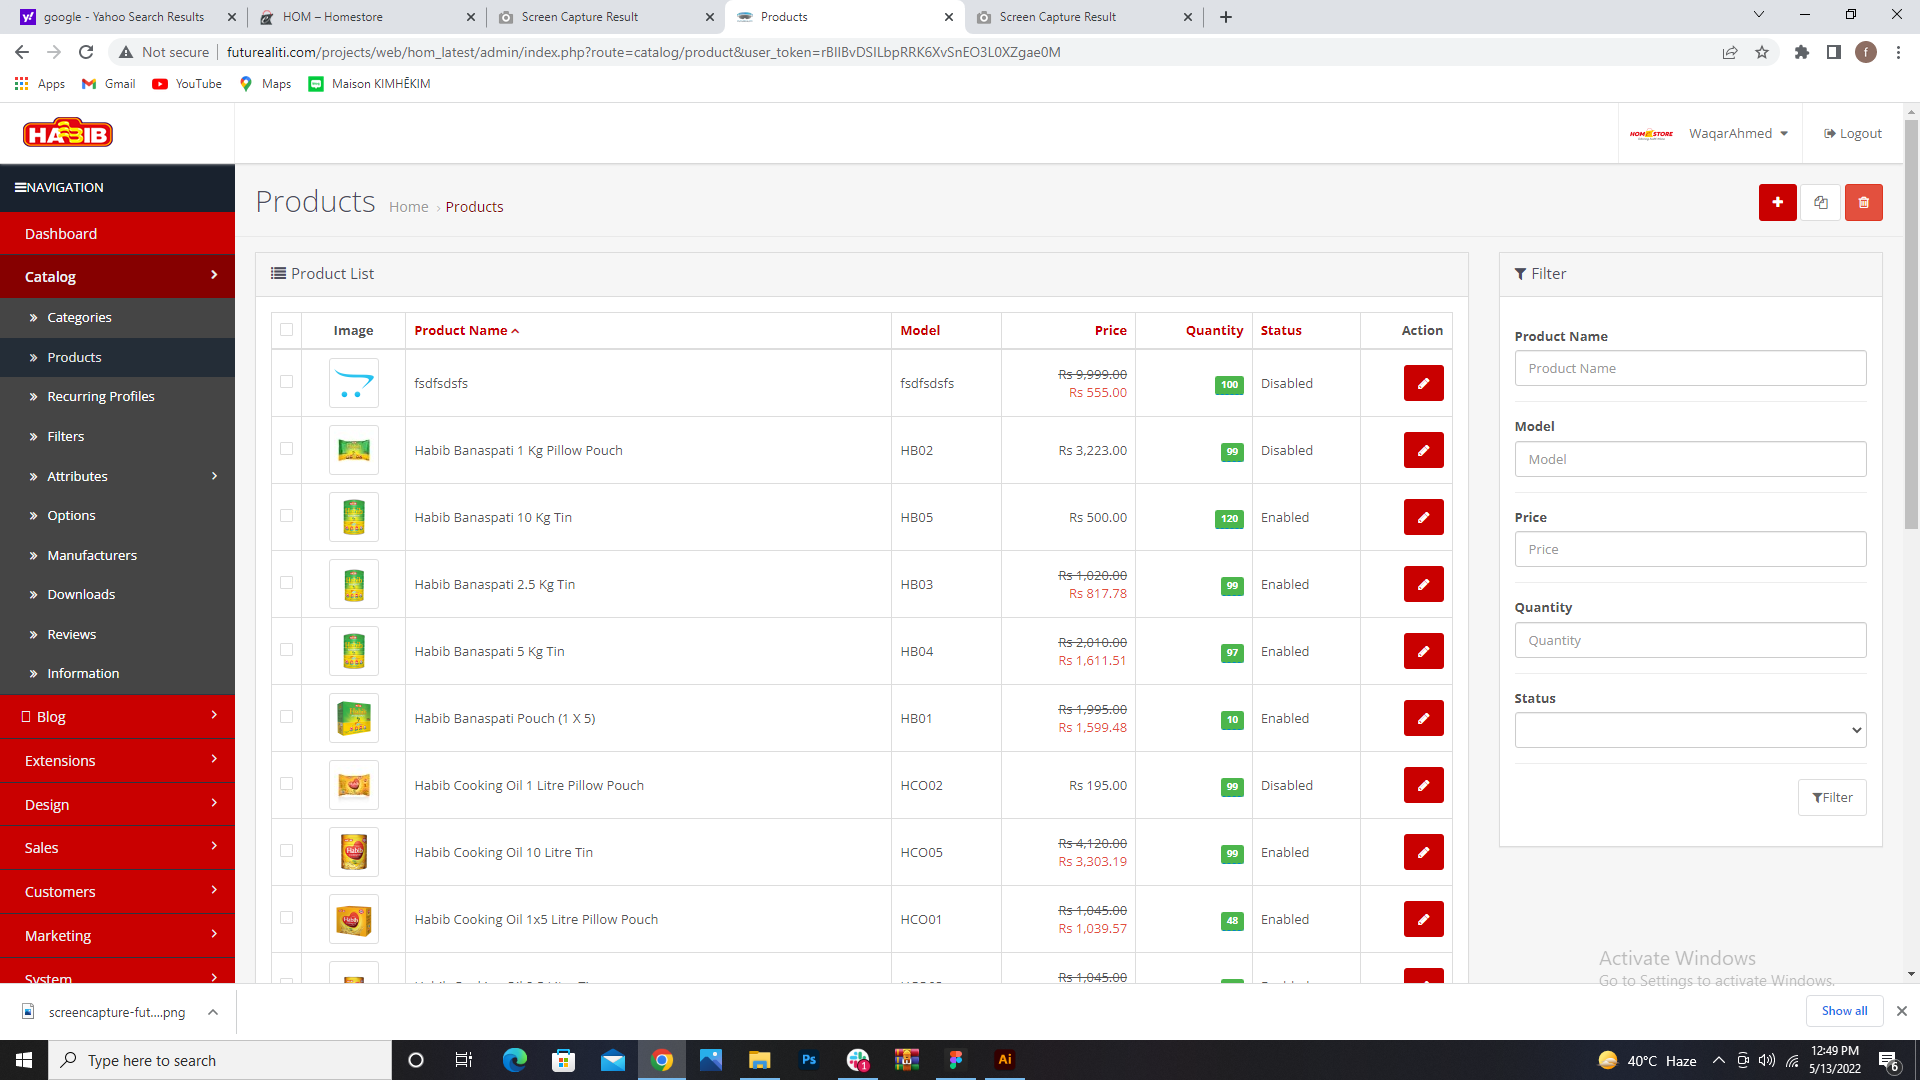 google - Yahoo Search Results
HOM – Homestore
Screen Capture Result
Products
Screen Capture Result
Not secure
futurealiti.com/projects/web/hom_latest/admin/index.php?route=catalog/product&user_token=rBIIBvDSILbpRRK6XvSnEO3L0XZgae0M
f
Apps
Gmail
YouTube
Maps
Maison KIMHĒKIM
HABIB
HOMESTORE
WaqarAhmed
Logout
NAVIGATION
Dashboard
Catalog
Categories
Products
Recurring Profiles
Filters
Attributes
Options
Manufacturers
Downloads
Reviews
Information
Blog
Extensions
Design
Sales
Customers
Marketing
System
Products
Home › Products
Product List
Image Product Name Model Price Quantity Status Action
fsdfsdsfs fsdfsdsfs Rs 9,999.00 Rs 555.00 100 Disabled
Habib Banaspati 1 Kg Pillow Pouch HB02 Rs 3,223.00 99 Disabled
Habib Banaspati 10 Kg Tin HB05 Rs 500.00 120 Enabled
Habib Banaspati 2.5 Kg Tin HB03 Rs 1,020.00 Rs 817.78 99 Enabled
Habib Banaspati 5 Kg Tin HB04 Rs 2,010.00 Rs 1,611.51 97 Enabled
Habib Banaspati Pouch (1 X 5) HB01 Rs 1,995.00 Rs 1,599.48 10 Enabled
Habib Cooking Oil 1 Litre Pillow Pouch HCO02 Rs 195.00 99 Disabled
Habib Cooking Oil 10 Litre Tin HCO05 Rs 4,120.00 Rs 3,303.19 99 Enabled
Habib Cooking Oil 1x5 Litre Pillow Pouch HCO01 Rs 1,045.00 Rs 1,039.57 48 Enabled
Rs 1,045.00
Filter
Product Name
Product Name
Model
Model
Price
Price
Quantity
Quantity
Status
Filter
Activate Windows
Go to Settings to activate Windows.
screencapture-fut....png
Show all
Type here to search
Ps
1
Ai
40°C Haze
12:49 PM
5/13/2022
6